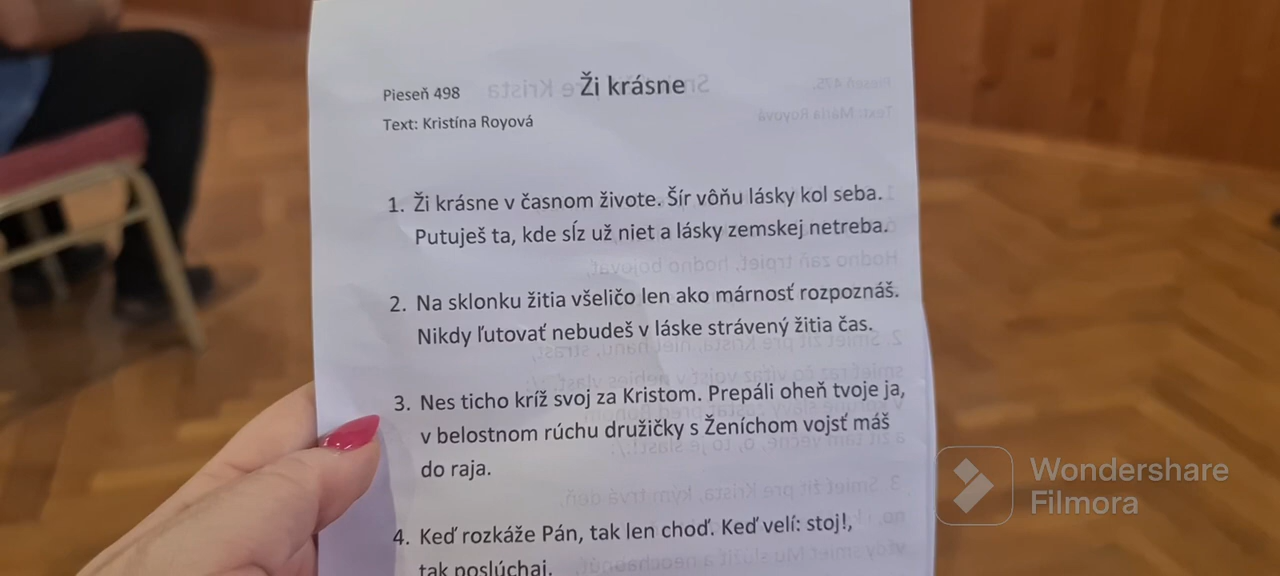 Ži krásne
Pieseň 498
Text: Kristína Royová
1. Ži krásne v časnom živote. Šír vôňu lásky kol seba.
Putuješ ta, kde sĺz už niet a lásky zemskej netreba.
2. Na sklonku žitia všeličo len ako márnosť rozpoznáš.
Nikdy ľutovať nebudeš v láske strávený žitia čas.
3. Nes ticho kríž svoj za Kristom. Prepáli oheň tvoje ja,
v belostnom rúchu družičky s Ženíchom vojsť máš
do raja.
4. Keď rozkáže Pán, tak len choď. Keď velí: stoj!,
tak poslúchaj.
Wondershare
Filmora